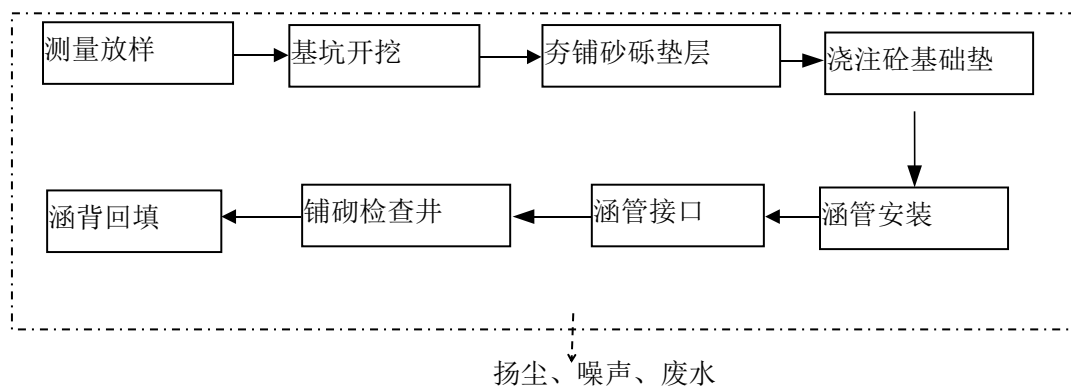 测量放样
基坑开挖
夯铺砂砾垫层
浇注砼基础垫
涵管安装
涵管接口
铺砌检查井
涵背回填
扬尘、噪声、废水